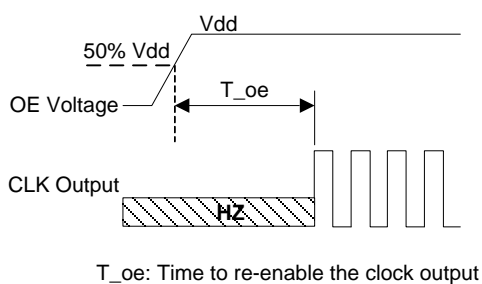 Vdd
50% Vdd
T_oe
OE Voltage
CLK Output
HZ
T_oe: Time to re-enable the clock output